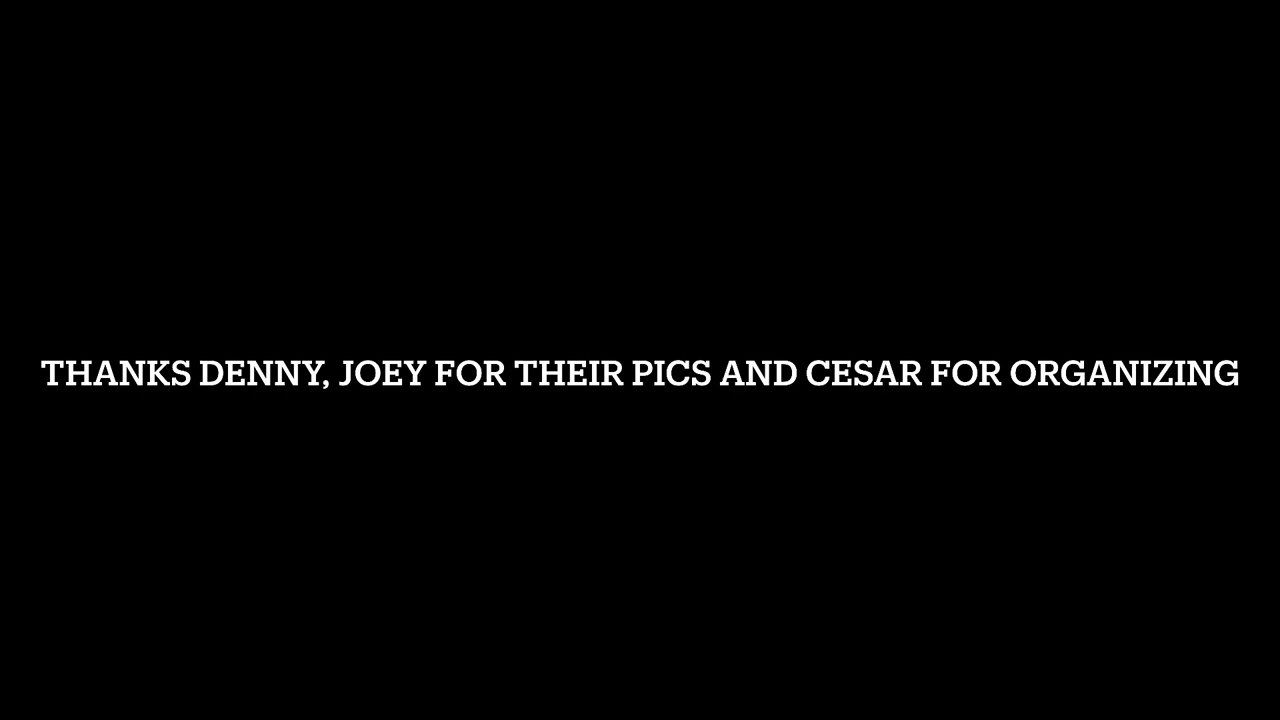 THANKS DENNY, JOEY FOR THEIR PICS AND CESAR FOR ORGANIZING